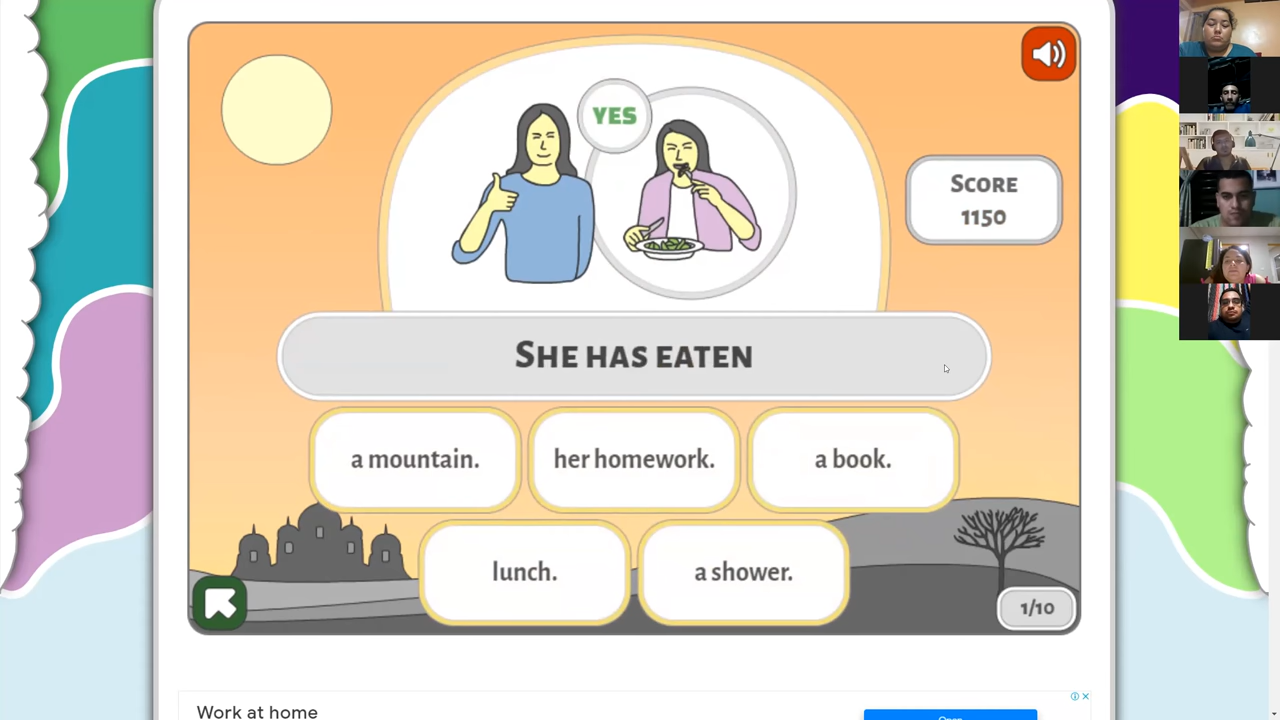 YES
SCORE
1150
SHE HAS EATEN
a mountain.
her homework.
a book.
lunch.
a shower.
1/10
Work at home